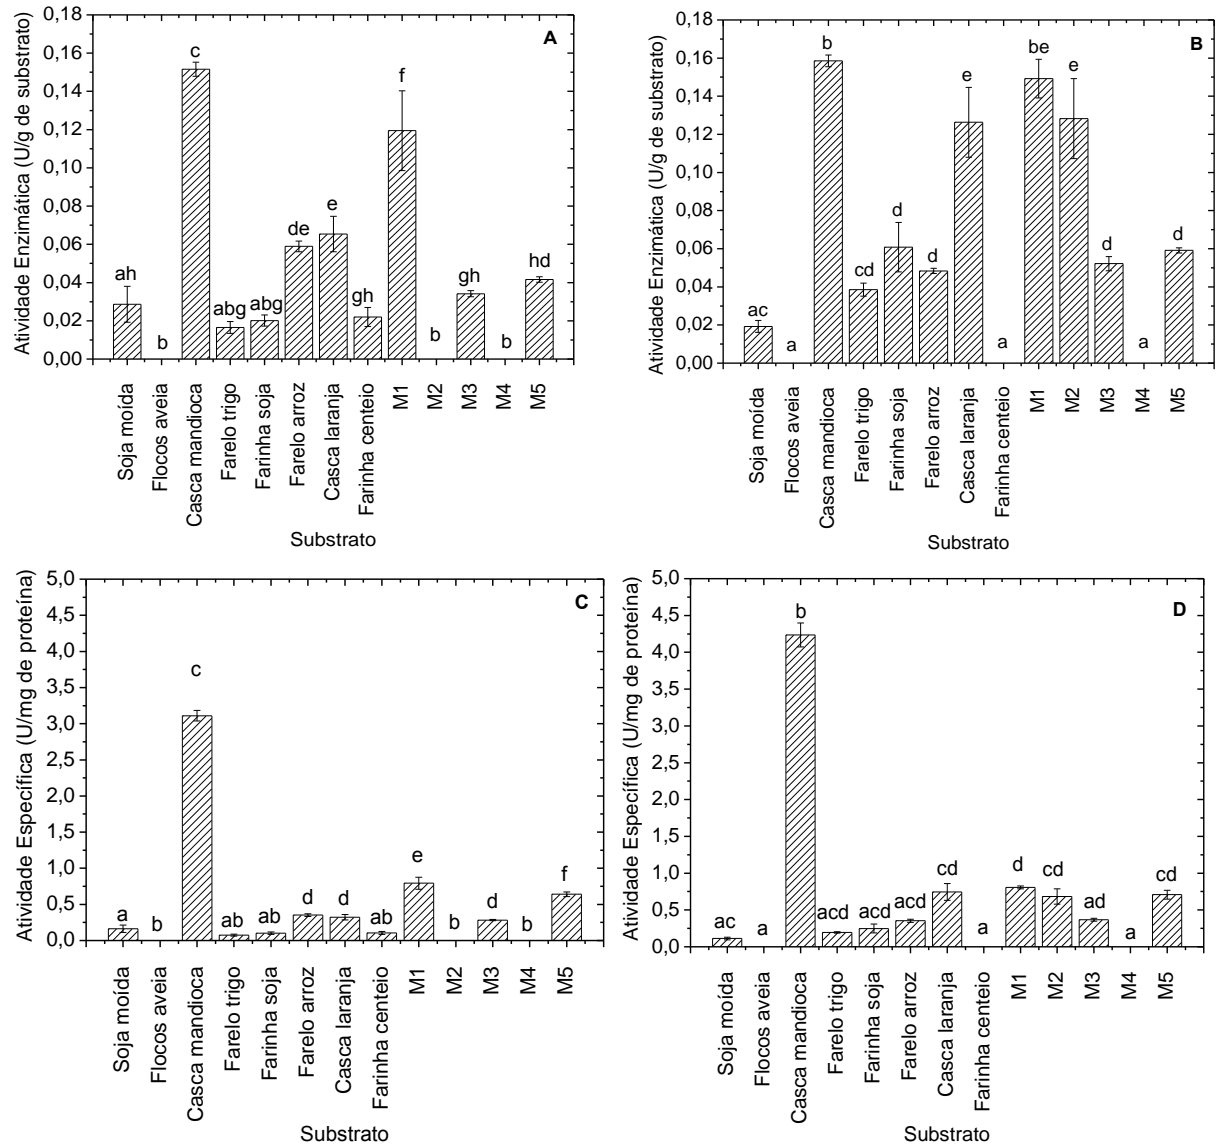 A
Atividade Enzimática (U/g de substrato)
0,18
0,16
0,14
0,12
0,10
0,08
0,06
0,04
0,02
0,00
ah
b
c
abg
abg
de
e
gh
f
b
gh
b
hd
Soja moída
Flocos aveia
Casca mandioca
Farelo trigo
Farinha soja
Farelo arroz
Casca laranja
Farinha centeio
M1
M2
M3
M4
M5
Substrato
B
Atividade Enzimática (U/g de substrato)
0,18
0,16
0,14
0,12
0,10
0,08
0,06
0,04
0,02
0,00
ac
a
b
cd
d
d
e
a
be
e
d
a
d
Soja moída
Flocos aveia
Casca mandioca
Farelo trigo
Farinha soja
Farelo arroz
Casca laranja
Farinha centeio
M1
M2
M3
M4
M5
Substrato
C
Atividade Específica (U/mg de proteína)
5,0
4,5
4,0
3,5
3,0
2,5
2,0
1,5
1,0
0,5
0,0
a
b
c
ab
ab
d
d
ab
e
b
d
b
f
Soja moída
Flocos aveia
Casca mandioca
Farelo trigo
Farinha soja
Farelo arroz
Casca laranja
Farinha centeio
M1
M2
M3
M4
M5
Substrato
D
Atividade Específica (U/mg de proteína)
5,0
4,5
4,0
3,5
3,0
2,5
2,0
1,5
1,0
0,5
0,0
ac
a
b
acd
acd
acd
cd
a
d
cd
ad
a
cd
Soja moída
Flocos aveia
Casca mandioca
Farelo trigo
Farinha soja
Farelo arroz
Casca laranja
Farinha centeio
M1
M2
M3
M4
M5
Substrato